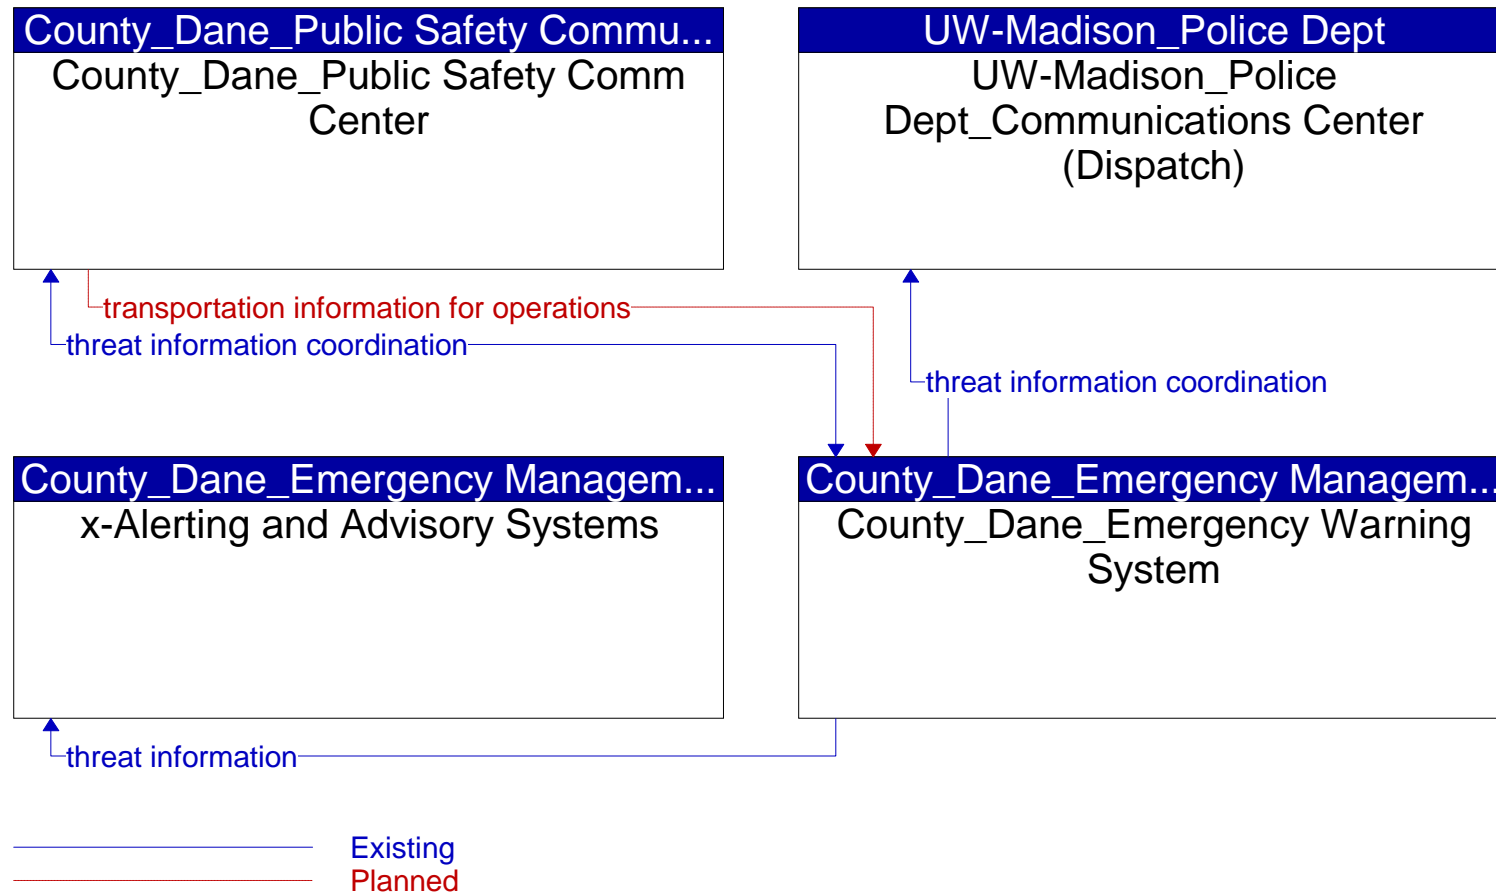 County_Dane_Public Safety Commu...
County_Dane_Public Safety Comm
Center
UW-Madison_Police Dept
UW-Madison_Police
Dept_Communications Center
(Dispatch)
transportation information for operations
threat information coordination
threat information coordination
County_Dane_Emergency Managem...
x-Alerting and Advisory Systems
County_Dane_Emergency Managem...
County_Dane_Emergency Warning
System
threat information
Existing
Planned